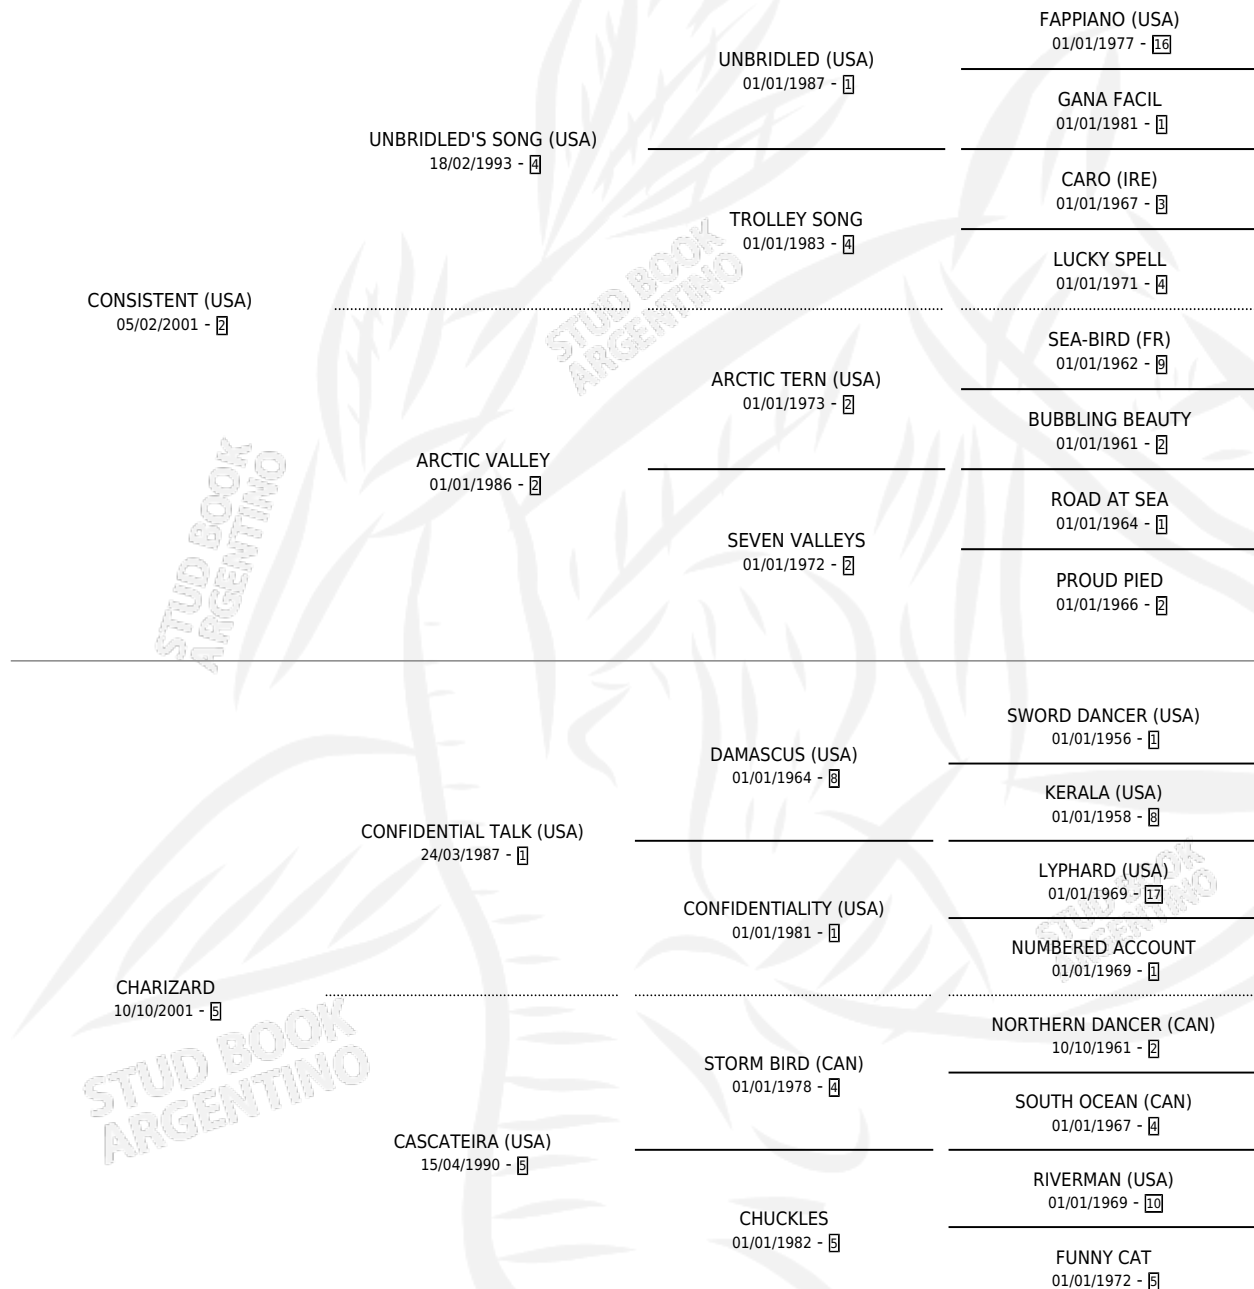 FAPPIANO (USA)
01/01/1977 - 16
UNBRIDLED (USA)
01/01/1987 - 1
GANA FACIL
01/01/1981 - 1
UNBRIDLED'S SONG (USA)
18/02/1993 - 4
CARO (IRE)
01/01/1967 - 3
TROLLEY SONG
01/01/1983 - 4
LUCKY SPELL
01/01/1971 - 4
CONSISTENT (USA)
05/02/2001 - 2
SEA-BIRD (FR)
01/01/1962 - 9
ARCTIC TERN (USA)
01/01/1973 - 2
BUBBLING BEAUTY
01/01/1961 - 2
ARCTIC VALLEY
01/01/1986 - 2
ROAD AT SEA
01/01/1964 - 1
SEVEN VALLEYS
01/01/1972 - 2
PROUD PIED
01/01/1966 - 2
SWORD DANCER (USA)
01/01/1956 - 1
DAMASCUS (USA)
01/01/1964 - 8
KERALA (USA)
01/01/1958 - 8
CONFIDENTIAL TALK (USA)
24/03/1987 - 1
LYPHARD (USA)
01/01/1969 - 17
CONFIDENTIALITY (USA)
01/01/1981 - 1
NUMBERED ACCOUNT
01/01/1969 - 1
CHARIZARD
10/10/2001 - 5
NORTHERN DANCER (CAN)
10/10/1961 - 2
STORM BIRD (CAN)
01/01/1978 - 4
SOUTH OCEAN (CAN)
01/01/1967 - 4
CASCATEIRA (USA)
15/04/1990 - 5
RIVERMAN (USA)
01/01/1969 - 10
CHUCKLES
01/01/1982 - 5
FUNNY CAT
01/01/1972 - 5
STUD BOOK
ARGENTINO
STUD BOOK
ARGENTINO
STUD BOOK
ARGENTINO
STUD BOOK
ARGENTINO